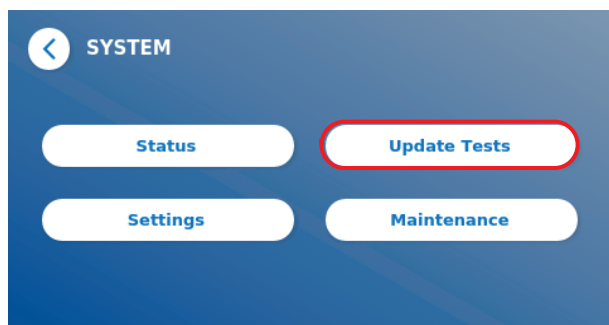 SYSTEM
Status
Update Tests
Settings
Maintenance